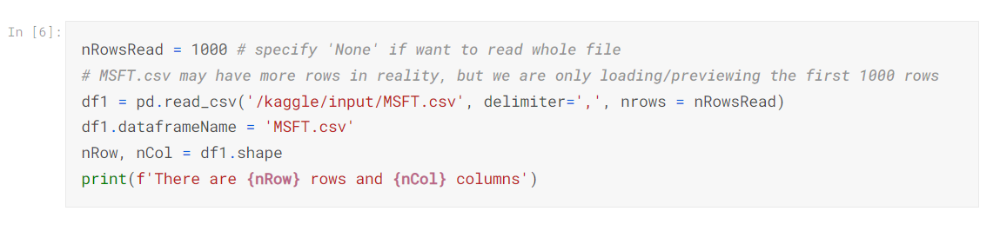 In [6]:
nRowsRead = 1000 # specify 'None' if want to read whole file
# MSFT.csv may have more rows in reality, but we are only loading/previewing the first 1000 rows
df1 = pd.read_csv('/kaggle/input/MSFT.csv', delimiter=',', nrows = nRowsRead)
df1.dataframeName = 'MSFT.csv'
nRow, nCol = df1.shape
print(f'There are {nRow} rows and {nCol} columns')